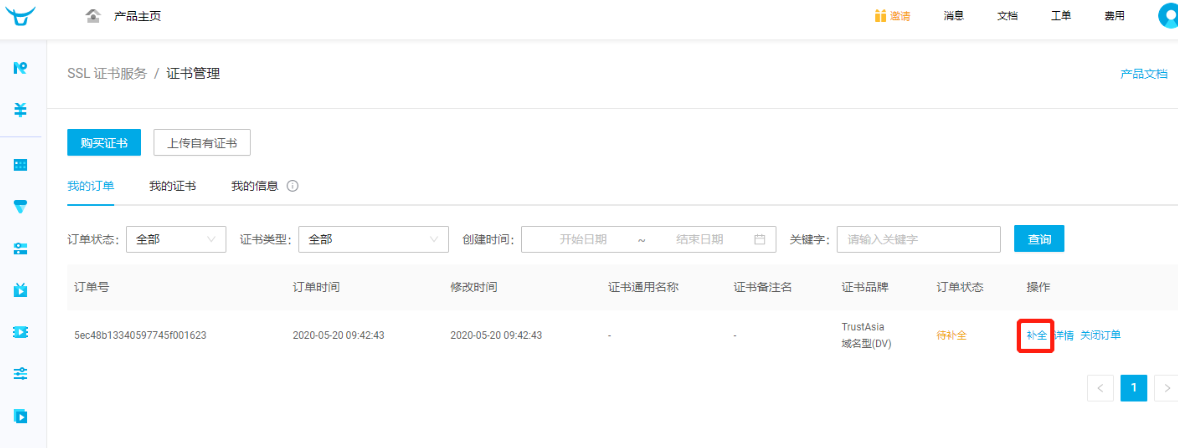 产品主页 邀请 消息 文档 工单 费用
SSL 证书服务 / 证书管理 产品文档
购买证书 上传自有证书
我的订单 我的证书 我的信息
订单状态: 全部 证书类型: 全部 创建时间: 开始日期 ~ 结束日期 关键字: 请输入关键字 查询
订单号 订单时间 修改时间 证书通用名称 证书备注名 证书品牌 订单状态 操作
5ec48b13340597745f001623 2020-05-20 09:42:43 2020-05-20 09:42:43 - - TrustAsia 待补全 补全 详情 关闭订单
域名型(DV)
< 1 >